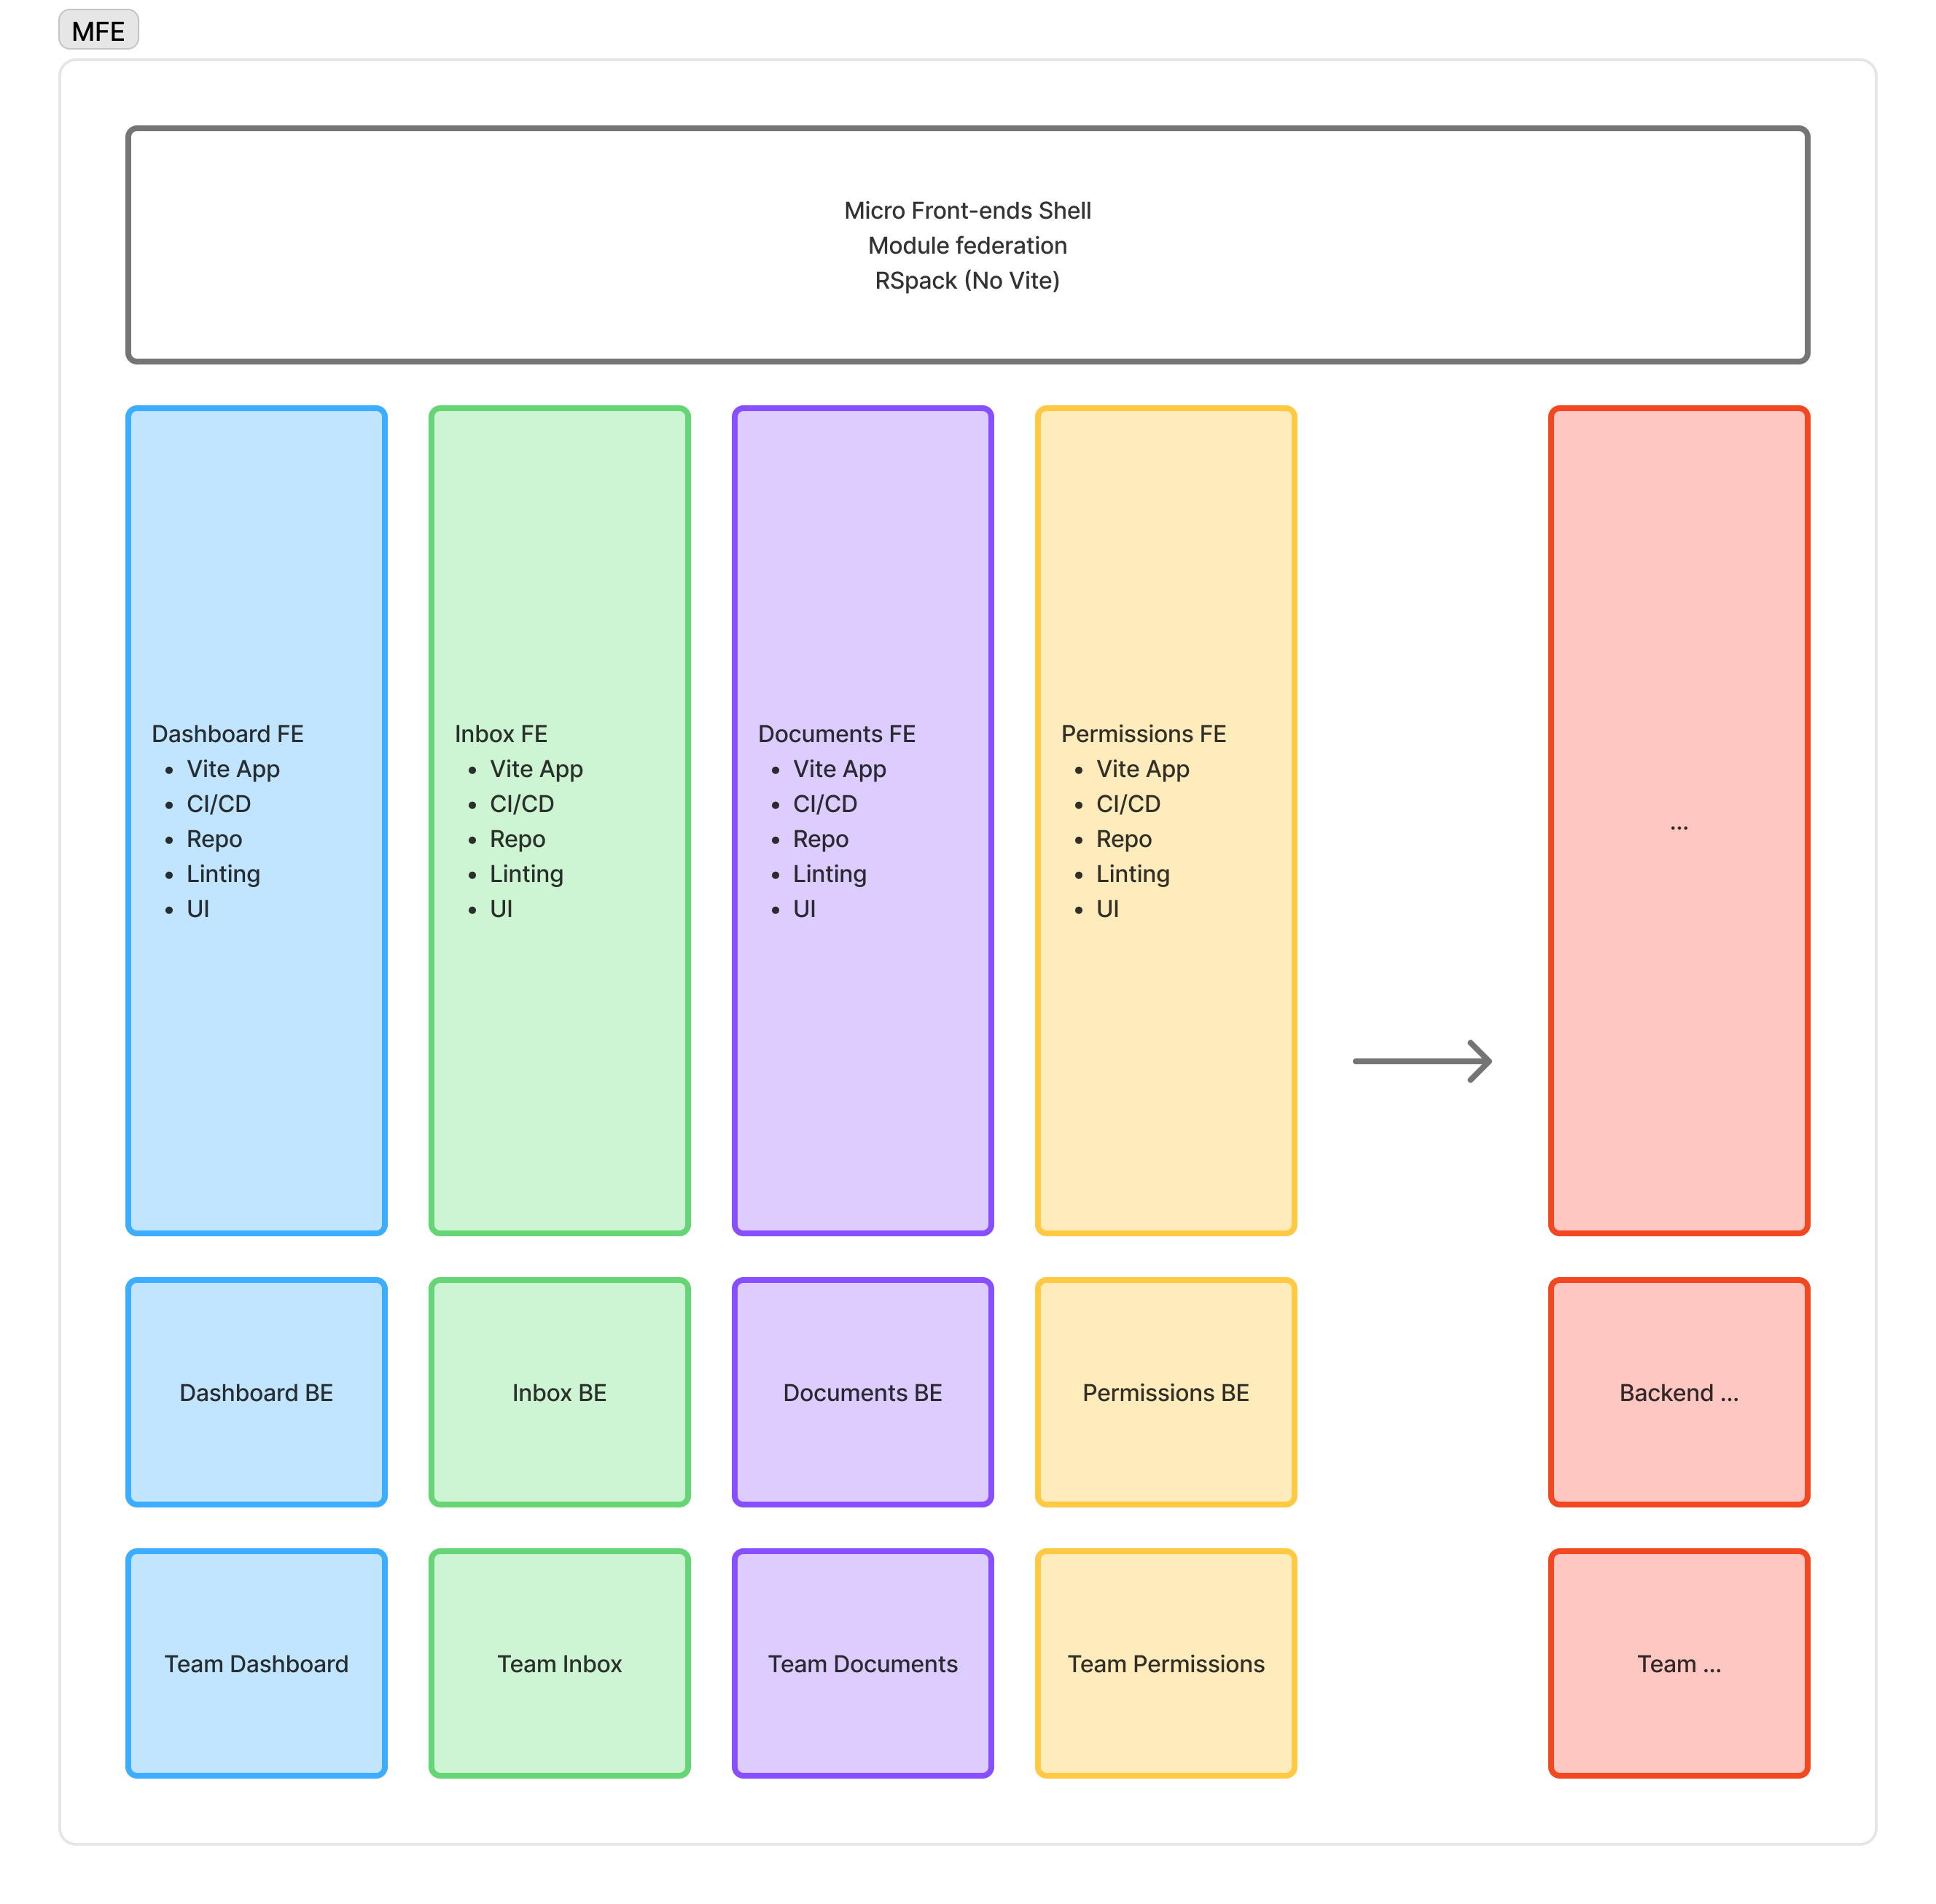 MFE
Micro Front-ends Shell
Module federation
RSpack (No Vite)
Dashboard FE
• Vite App
• CI/CD
• Repo
• Linting
• UI
Inbox FE
• Vite App
• CI/CD
• Repo
• Linting
• UI
Documents FE
• Vite App
• CI/CD
• Repo
• Linting
• UI
Permissions FE
• Vite App
• CI/CD
• Repo
• Linting
• UI
...
Dashboard BE
Inbox BE
Documents BE
Permissions BE
Backend ...
Team Dashboard
Team Inbox
Team Documents
Team Permissions
Team ...